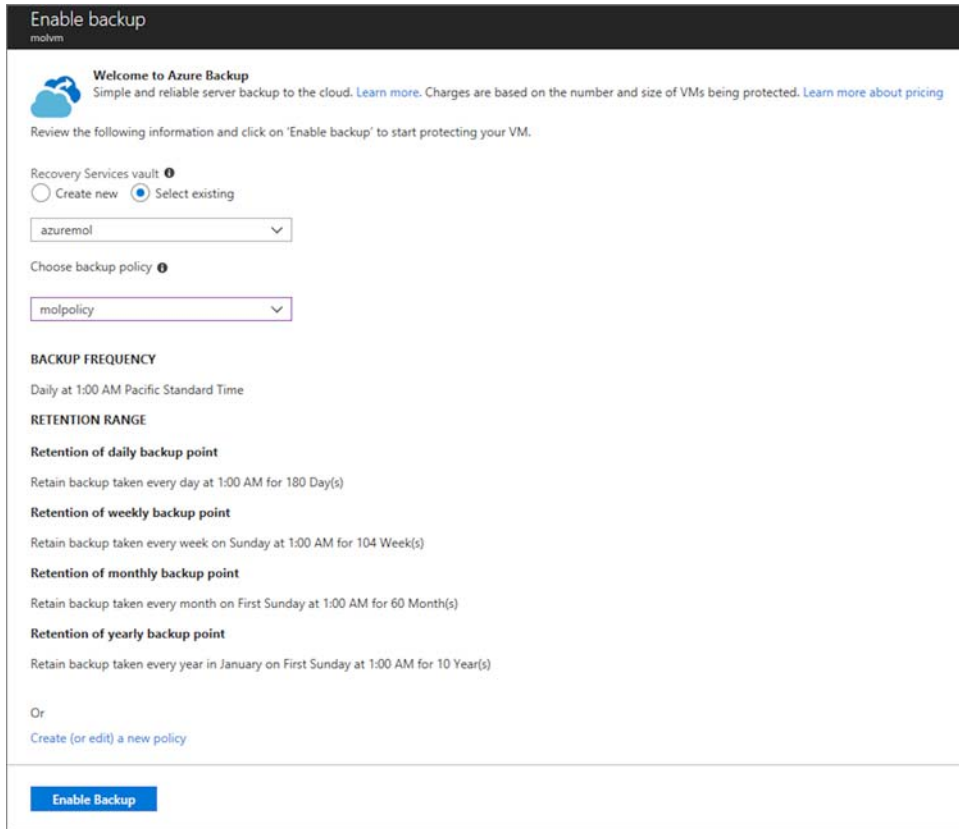 Enable backup
molvm
Welcome to Azure Backup
Simple and reliable server backup to the cloud. Learn more. Charges are based on the number and size of VMs being protected. Learn more about pricing
Review the following information and click on 'Enable backup' to start protecting your VM.
Recovery Services vault
Create new Select existing
azuremol
Choose backup policy
molpolicy
BACKUP FREQUENCY
Daily at 1:00 AM Pacific Standard Time
RETENTION RANGE
Retention of daily backup point
Retain backup taken every day at 1:00 AM for 180 Day(s)
Retention of weekly backup point
Retain backup taken every week on Sunday at 1:00 AM for 104 Week(s)
Retention of monthly backup point
Retain backup taken every month on First Sunday at 1:00 AM for 60 Month(s)
Retention of yearly backup point
Retain backup taken every year in January on First Sunday at 1:00 AM for 10 Year(s)
Or
Create (or edit) a new policy
Enable Backup